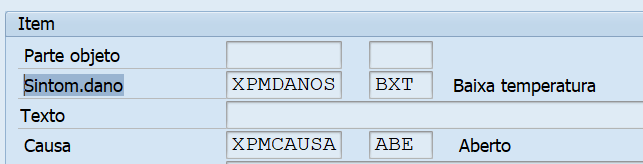 Item
Parte objeto
Sintom.dano XPMDANOS BXT Baixa temperatura
Texto
Causa XPMCAUSA ABE Aberto